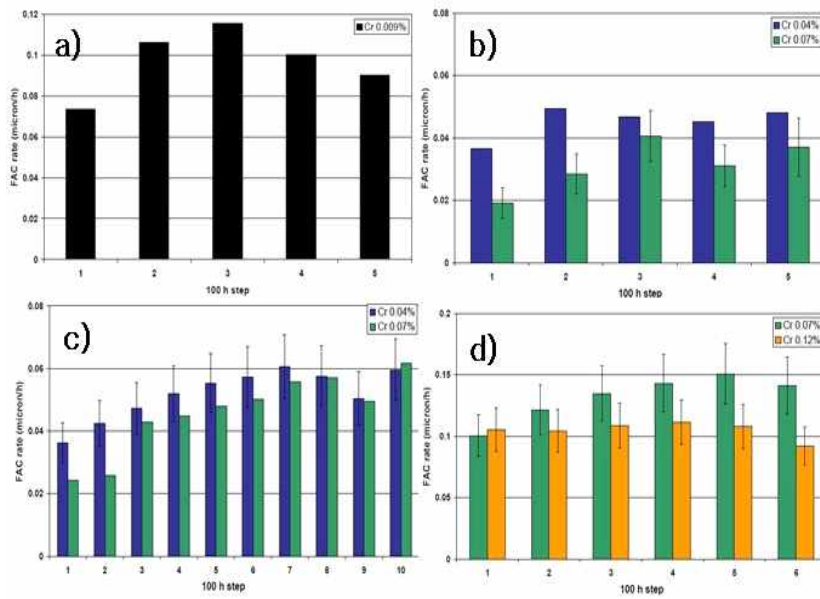 a)
Cr 0.009%
FAC rate (micron/h)
0.12
0.1
0.08
0.06
0.04
0.02
0
1 2 3 4 5
100 h step
b)
Cr 0.04%
Cr 0.07%
FAC rate (micron/h)
0.08
0.06
0.04
0.02
0
1 2 3 4 5
100 h step
c)
Cr 0.04%
Cr 0.07%
FAC rate (micron/h)
0.08
0.06
0.04
0.02
0
1 2 3 4 5 6 7 8 9 10
100 h step
d)
Cr 0.07%
Cr 0.12%
FAC rate (micron/h)
0.2
0.15
0.1
0.05
0
1 2 3 4 5 6
100 h step